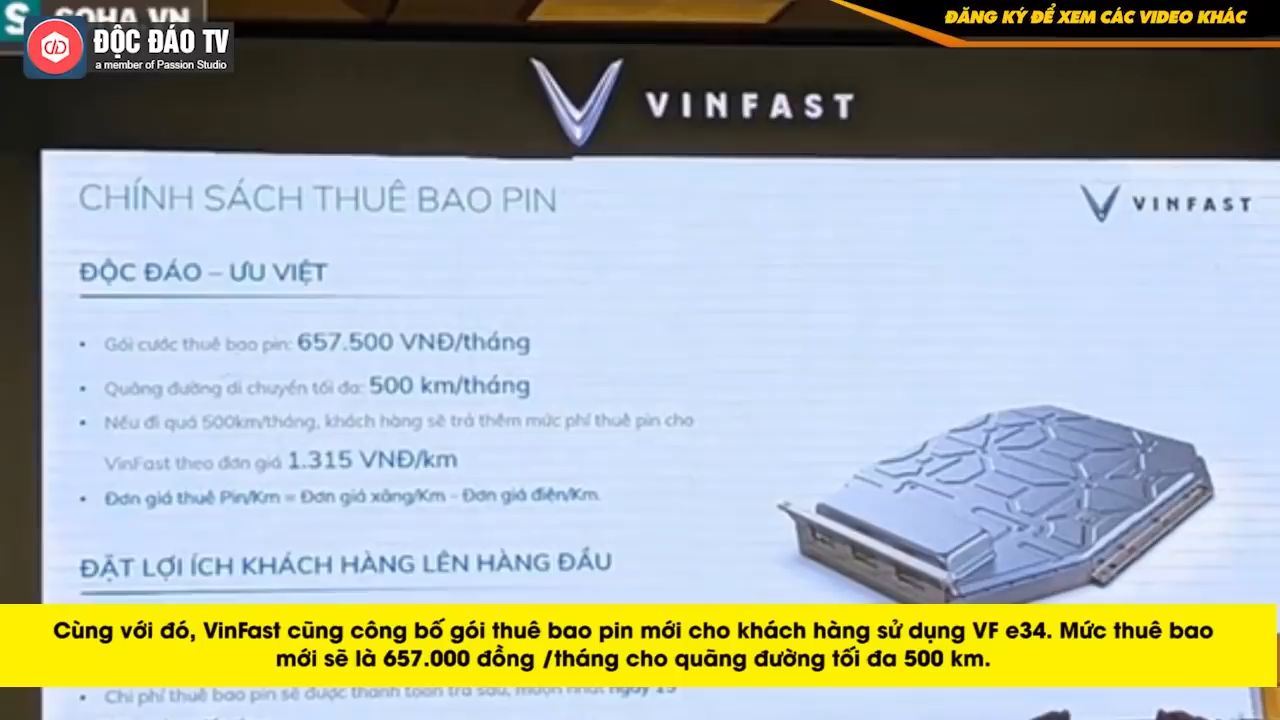 SOHA.VN
ĐỘC ĐÁO TV
a member of Passion Studio
ĐĂNG KÝ ĐỂ XEM CÁC VIDEO KHÁC
VINFAST
CHÍNH SÁCH THUÊ BAO PIN
VINFAST
ĐỘC ĐÁO – ƯU VIỆT
• Gói cước thuê bao pin: 657.500 VNĐ/tháng
• Quãng đường di chuyển tối đa: 500 km/tháng
• Nếu đi quá 500km/tháng, khách hàng sẽ trả thêm mức phí thuê pin cho
VinFast theo đơn giá 1.315 VNĐ/km
• Đơn giá thuê Pin/Km = Đơn giá xăng/Km - Đơn giá điện/Km.
ĐẶT LỢI ÍCH KHÁCH HÀNG LÊN HÀNG ĐẦU
Cùng với đó, VinFast cũng công bố gói thuê bao pin mới cho khách hàng sử dụng VF e34. Mức thuê bao
mới sẽ là 657.000 đồng /tháng cho quãng đường tối đa 500 km.
• Chi phí thuê bao pin sẽ được thanh toán trả sau, muộn nhất ngày 15